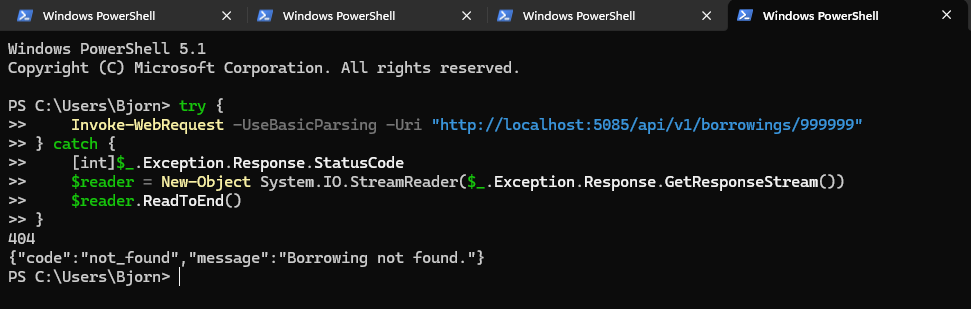 Windows PowerShell
Windows PowerShell
Windows PowerShell
Windows PowerShell
Windows PowerShell 5.1
Copyright (C) Microsoft Corporation. All rights reserved.
PS C:\Users\Bjorn> try {
>>     Invoke-WebRequest -UseBasicParsing -Uri "http://localhost:5085/api/v1/borrowings/999999"
>> } catch {
>>     [int]$_.Exception.Response.StatusCode
>>     $reader = New-Object System.IO.StreamReader($_.Exception.Response.GetResponseStream())
>>     $reader.ReadToEnd()
>> }
404
{"code":"not_found","message":"Borrowing not found."}
PS C:\Users\Bjorn>